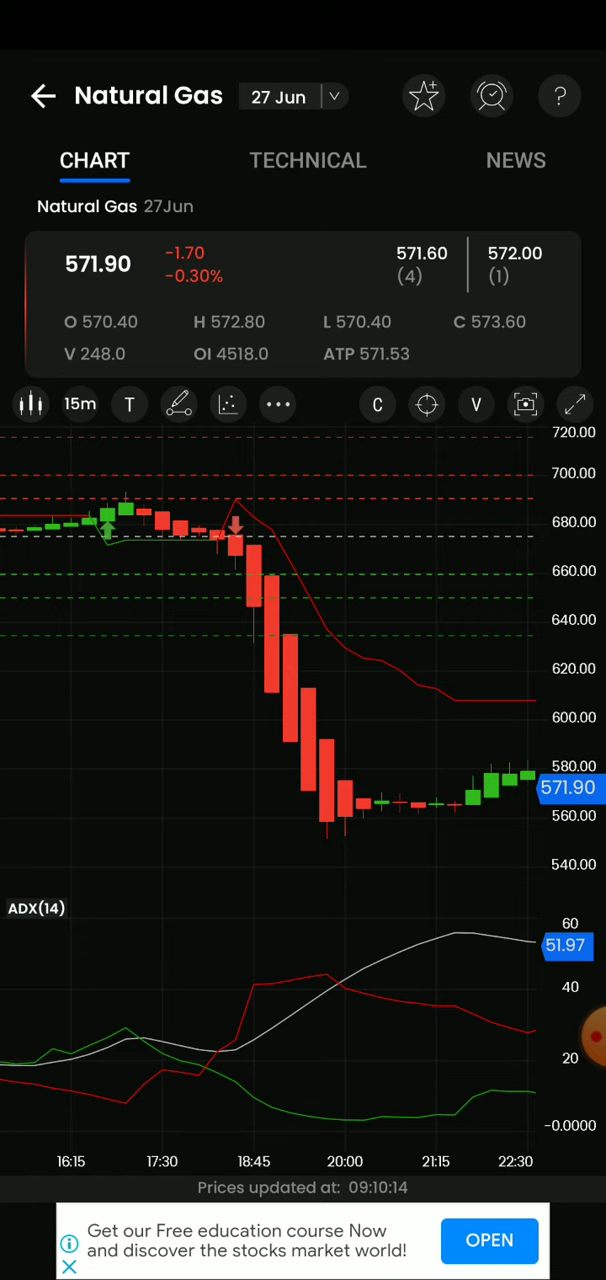 Natural Gas 27 Jun ?
CHART TECHNICAL NEWS
Natural Gas 27Jun
571.90 -1.70 -0.30% 571.60 (4) 572.00 (1)
O 570.40 H 572.80 L 570.40 C 573.60
V 248.0 OI 4518.0 ATP 571.53
15m T C V
720.00
700.00
680.00
660.00
640.00
620.00
600.00
580.00
571.90
560.00
540.00
ADX(14)
60
51.97
40
20
-0.0000
16:15 17:30 18:45 20:00 21:15 22:30
Prices updated at: 09:10:14
Get our Free education course Now
and discover the stocks market world!
OPEN